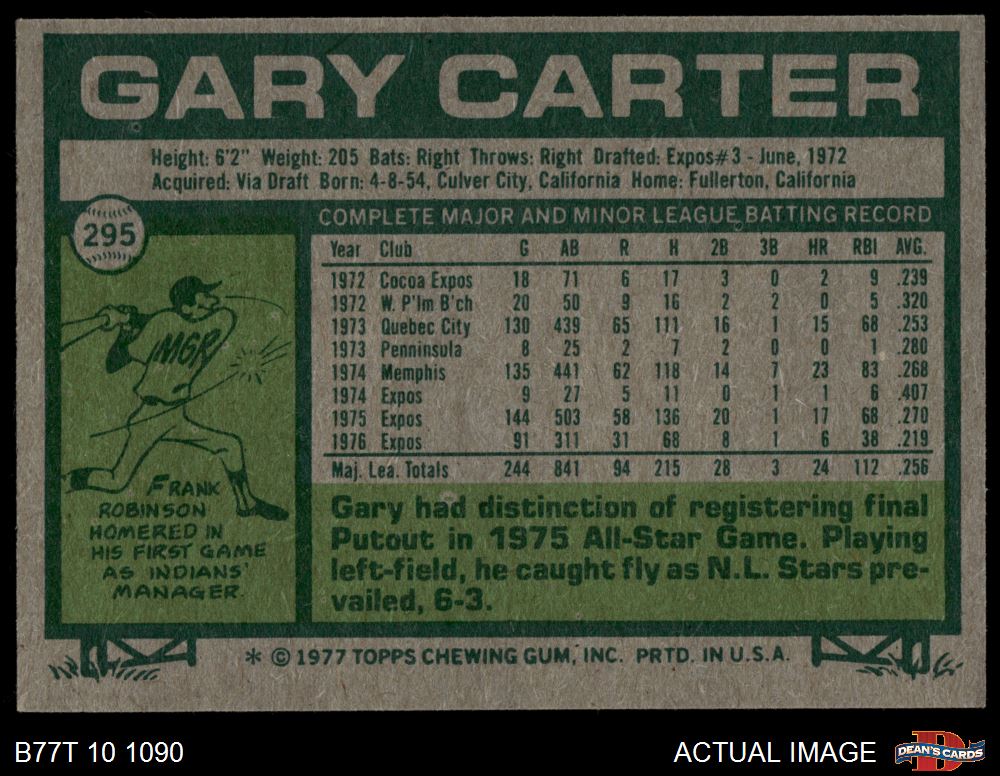 GARY CARTER
Height: 6'2" Weight: 205 Bats: Right Throws: Right Drafted: Expos#3 - June, 1972
Acquired: Via Draft Born: 4-8-54, Culver City, California Home: Fullerton, California
295
COMPLETE MAJOR AND MINOR LEAGUE BATTING RECORD
Year Club G AB R H 2B 3B HR RBI AVG.
1972 Cocoa Expos 18 71 6 17 3 0 2 9 .239
1972 W. P'lm B'ch 20 50 9 16 2 2 0 5 .320
1973 Quebec City 130 439 65 111 16 1 15 68 .253
1973 Penninsula 8 25 2 7 2 0 0 1 .280
1974 Memphis 135 441 62 118 14 7 23 83 .268
1974 Expos 9 27 5 11 0 1 1 6 .407
1975 Expos 144 503 58 136 20 1 17 68 .270
1976 Expos 91 311 31 68 8 1 6 38 .219
Maj. Lea. Totals 244 841 94 215 28 3 24 112 .256
MGR
FRANK
ROBINSON
HOMERED IN
HIS FIRST GAME
AS INDIANS'
MANAGER.
Gary had distinction of registering final
Putout in 1975 All-Star Game. Playing
left-field, he caught fly as N.L. Stars pre-
vailed, 6-3.
* © 1977 TOPPS CHEWING GUM, INC. PRTD. IN U.S.A.
B77T 10 1090
ACTUAL IMAGE
DEAN'S CARDS